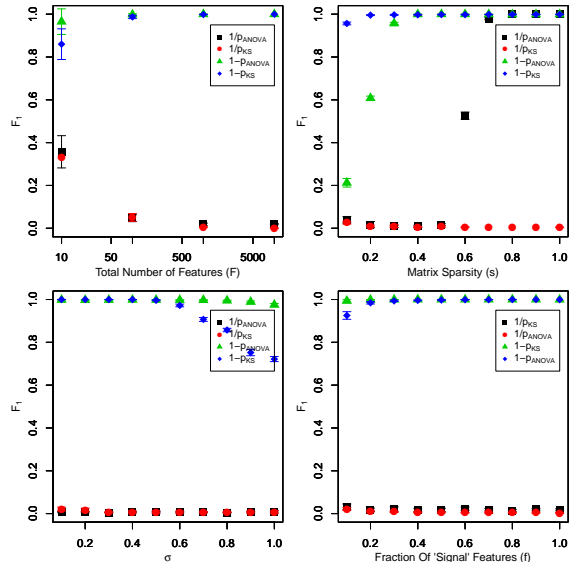 1.0
0.8
0.6
0.4
0.2
0.0
F₁
1/pANOVA
1/pKS
1−pANOVA
1−pKS
10 50 500 5000
Total Number of Features (F)
1.0
0.8
0.6
0.4
0.2
0.0
F₁
1/pANOVA
1/pKS
1−pANOVA
1−pKS
0.2 0.4 0.6 0.8 1.0
Matrix Sparsity (s)
1.0
0.8
0.6
0.4
0.2
0.0
F₁
1/pANOVA
1/pKS
1−pANOVA
1−pKS
0.2 0.4 0.6 0.8 1.0
σ
1.0
0.8
0.6
0.4
0.2
0.0
F₁
1/pKS
1/pANOVA
1−pKS
1−pANOVA
0.2 0.4 0.6 0.8 1.0
Fraction Of 'Signal' Features (f)